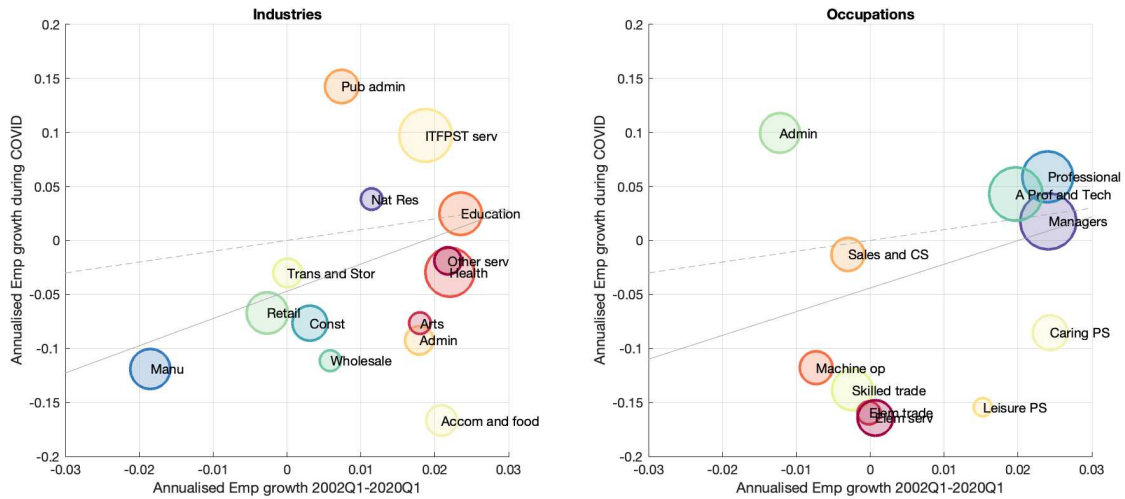 Industries
Annualised Emp growth during COVID
0.2
0.15
0.1
0.05
0
-0.05
-0.1
-0.15
-0.2
Pub admin
ITFPST serv
Nat Res
Education
Other serv
Health
Trans and Stor
Retail
Const
Arts
Admin
Wholesale
Manu
Accom and food
-0.03
-0.02
-0.01
0
0.01
0.02
0.03
Annualised Emp growth 2002Q1-2020Q1
Occupations
Annualised Emp growth during COVID
0.2
0.15
0.1
0.05
0
-0.05
-0.1
-0.15
-0.2
Admin
Professional
A Prof and Tech
Managers
Sales and CS
Caring PS
Machine op
Skilled trade
Elem trade
Elem serv
Leisure PS
-0.03
-0.02
-0.01
0
0.01
0.02
0.03
Annualised Emp growth 2002Q1-2020Q1